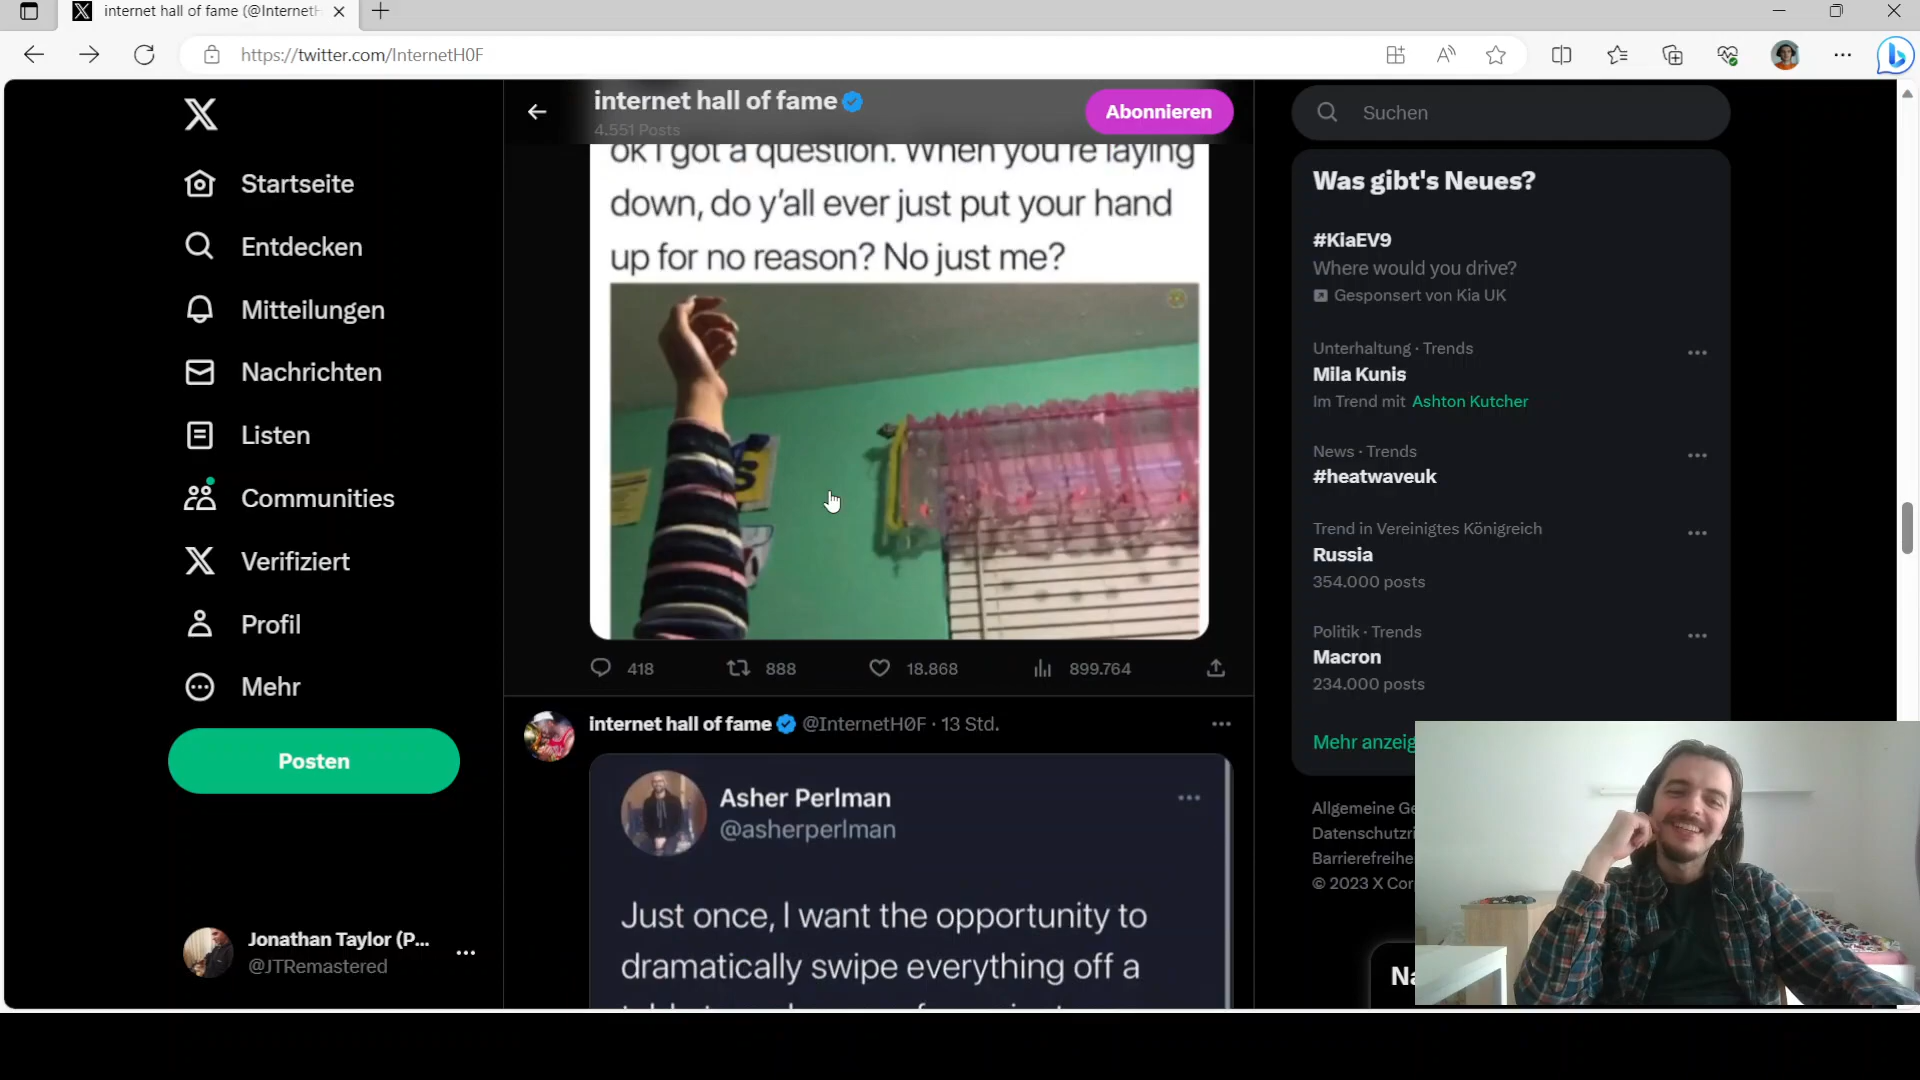 internet hall of fame (@InternetH
https://twitter.com/InternetH0F
internet hall of fame
4.551 Posts
Abonnieren
Suchen
Startseite
Entdecken
Mitteilungen
Nachrichten
Listen
Communities
Verifiziert
Profil
Mehr
Posten
Jonathan Taylor (P...
@JTRemastered
ok I got a question. When you're laying
down, do y'all ever just put your hand
up for no reason? No just me?
418 888 18.868 899.764
internet hall of fame @InternetHØF · 13 Std.
Asher Perlman
@asherperlman
Just once, I want the opportunity to
dramatically swipe everything off a
Was gibt's Neues?
#KiaEV9
Where would you drive?
Gesponsert von Kia UK
Unterhaltung · Trends
Mila Kunis
Im Trend mit Ashton Kutcher
News · Trends
#heatwaveuk
Trend in Vereinigtes Königreich
Russia
354.000 posts
Politik · Trends
Macron
234.000 posts
Mehr anzeig
Allgemeine Ge
Datenschutzri
Barrierefreihe
© 2023 X Cor
Na